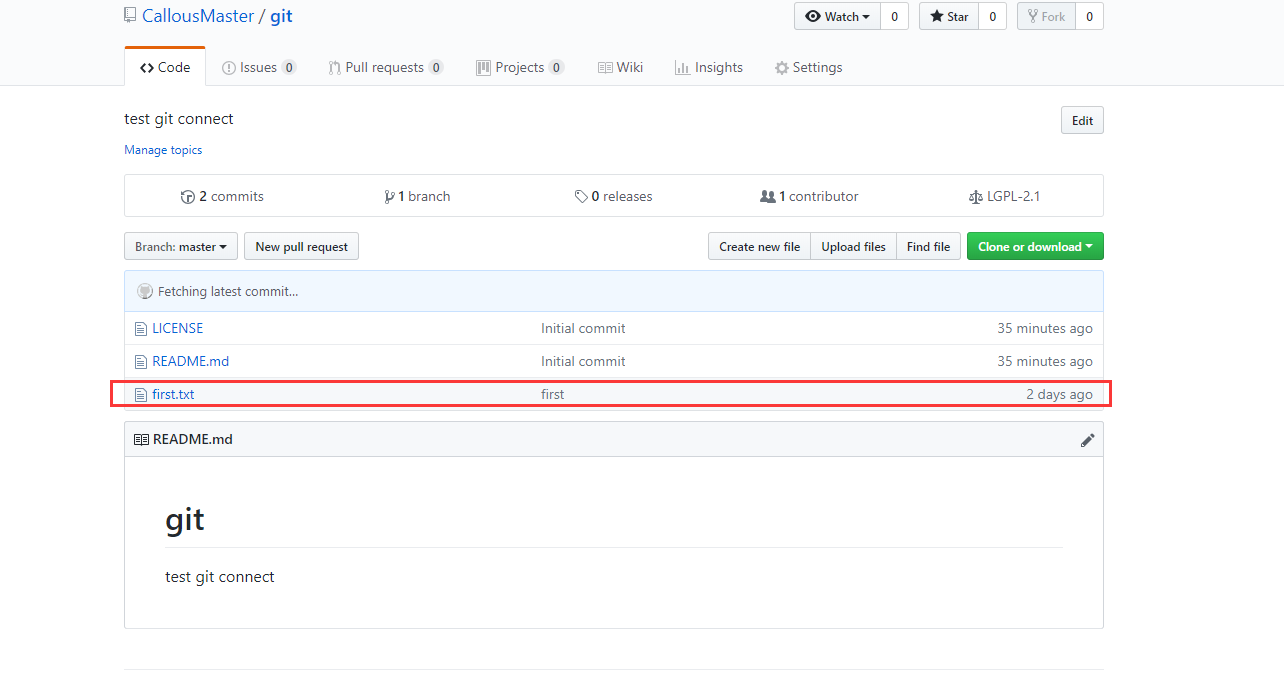 CallousMaster / git Watch 0 Star 0 Fork 0
Code Issues 0 Pull requests 0 Projects 0 Wiki Insights Settings
test git connect Edit
Manage topics
2 commits 1 branch 0 releases 1 contributor LGPL-2.1
Branch: master New pull request Create new file Upload files Find file Clone or download
Fetching latest commit...
LICENSE Initial commit 35 minutes ago
README.md Initial commit 35 minutes ago
first.txt first 2 days ago
README.md
git
test git connect